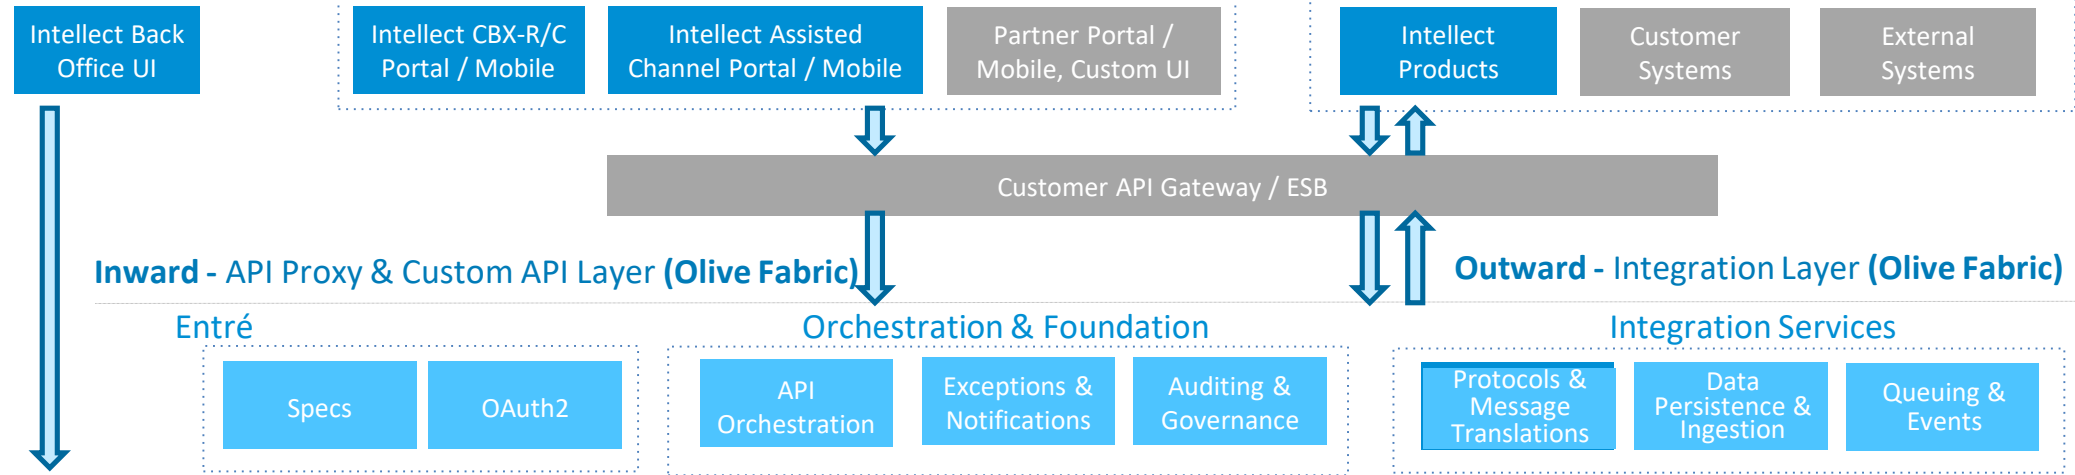 Intellect Back
Office UI
Intellect CBX-R/C
Portal / Mobile
Intellect Assisted
Channel Portal / Mobile
Partner Portal /
Mobile, Custom UI
Intellect
Products
Customer
Systems
External
Systems
Customer API Gateway / ESB
Inward - API Proxy & Custom API Layer (Olive Fabric)
Outward - Integration Layer (Olive Fabric)
Entré
Orchestration & Foundation
Integration Services
Specs
OAuth2
API
Orchestration
Exceptions &
Notifications
Auditing &
Governance
Protocols &
Message
Translations
Data
Persistence &
Ingestion
Queuing &
Events